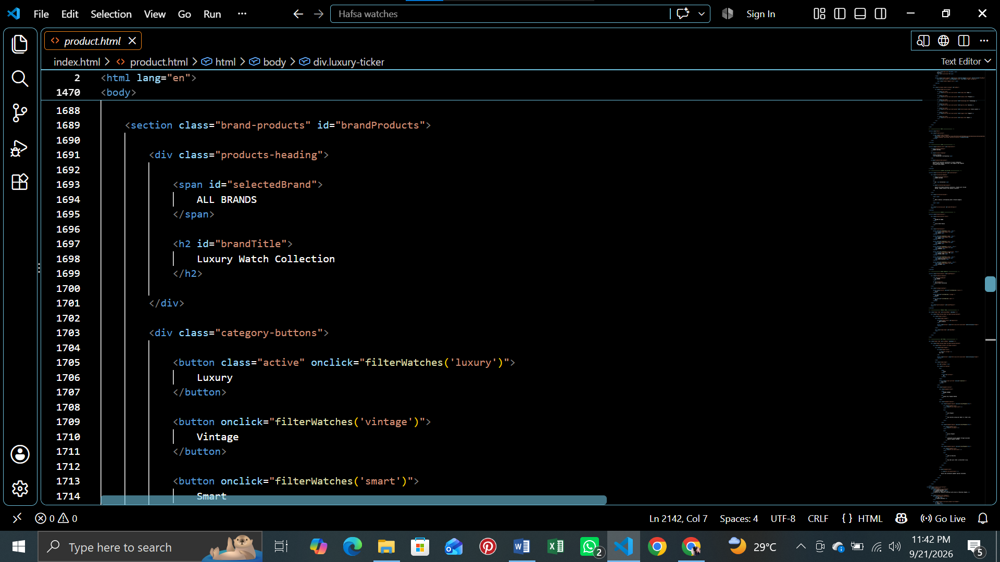 File Edit Selection View Go Run ··· Hafsa watches Sign In
product.html
index.html > product.html > html > body > div.luxury-ticker Text Editor
2 <html lang="en">
1470 <body>
1688
1689 <section class="brand-products" id="brandProducts">
1690
1691 <div class="products-heading">
1692
1693 <span id="selectedBrand">
1694 ALL BRANDS
1695 </span>
1696
1697 <h2 id="brandTitle">
1698 Luxury Watch Collection
1699 </h2>
1700
1701 </div>
1702
1703 <div class="category-buttons">
1704
1705 <button class="active" onclick="filterWatches('luxury')">
1706 Luxury
1707 </button>
1708
1709 <button onclick="filterWatches('vintage')">
1710 Vintage
1711 </button>
1712
1713 <button onclick="filterWatches('smart')">
1714 Smart
0 0 Ln 2142, Col 7 Spaces: 4 UTF-8 CRLF {} HTML Go Live
Type here to search 2 29°C 11:42 PM
9/21/2026 5